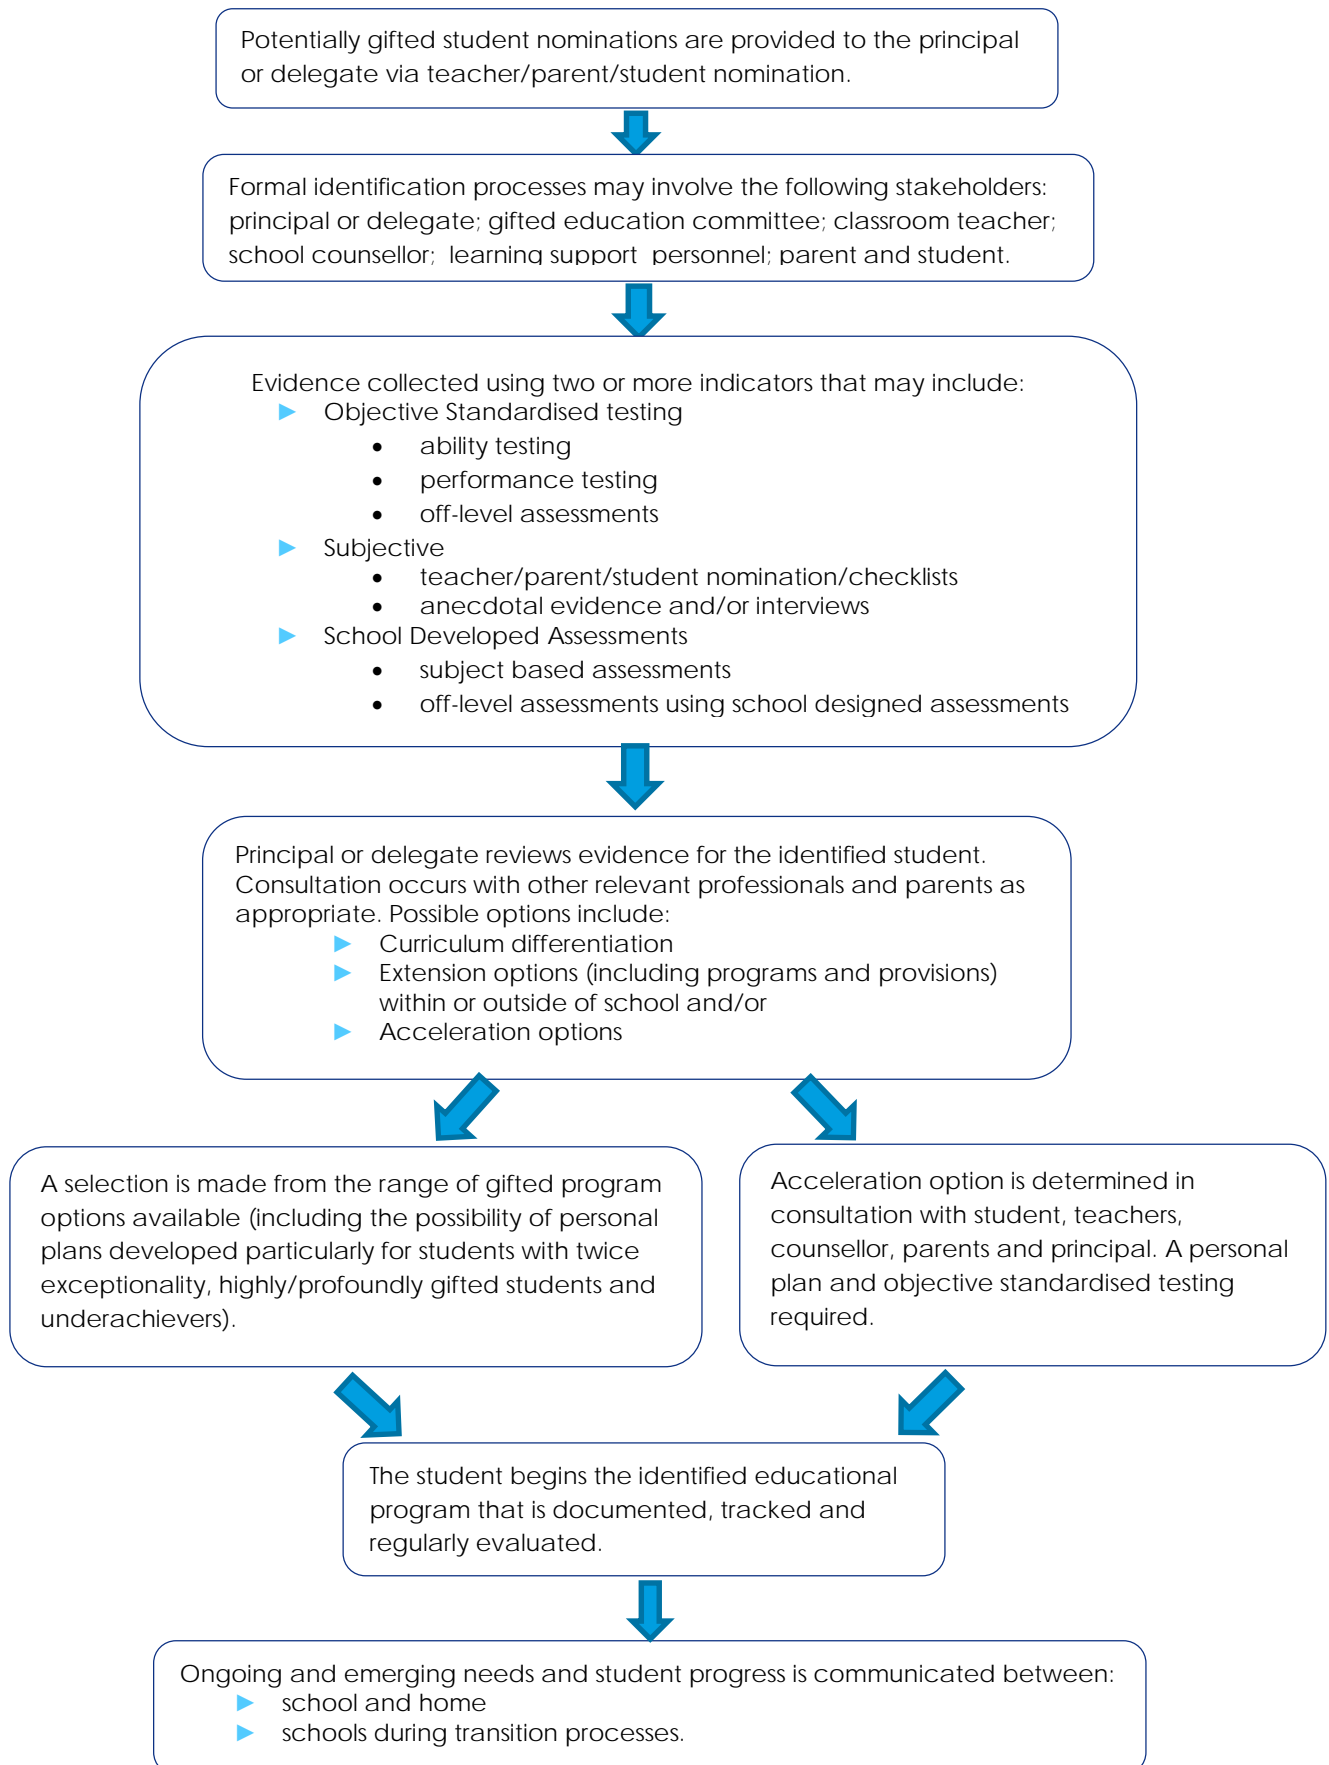 Potentially gifted student nominations are provided to the principal
or delegate via teacher/parent/student nomination.
Formal identification processes may involve the following stakeholders:
principal or delegate; gifted education committee; classroom teacher;
school counsellor; learning support personnel; parent and student.
Evidence collected using two or more indicators that may include:
► Objective Standardised testing
• ability testing
• performance testing
• off-level assessments
► Subjective
• teacher/parent/student nomination/checklists
• anecdotal evidence and/or interviews
► School Developed Assessments
• subject based assessments
• off-level assessments using school designed assessments
Principal or delegate reviews evidence for the identified student.
Consultation occurs with other relevant professionals and parents as
appropriate. Possible options include:
► Curriculum differentiation
► Extension options (including programs and provisions)
within or outside of school and/or
► Acceleration options
A selection is made from the range of gifted program
options available (including the possibility of personal
plans developed particularly for students with twice
exceptionality, highly/profoundly gifted students and
underachievers).
Acceleration option is determined in
consultation with student, teachers,
counsellor, parents and principal. A personal
plan and objective standardised testing
required.
The student begins the identified educational
program that is documented, tracked and
regularly evaluated.
Ongoing and emerging needs and student progress is communicated between:
► school and home
► schools during transition processes.